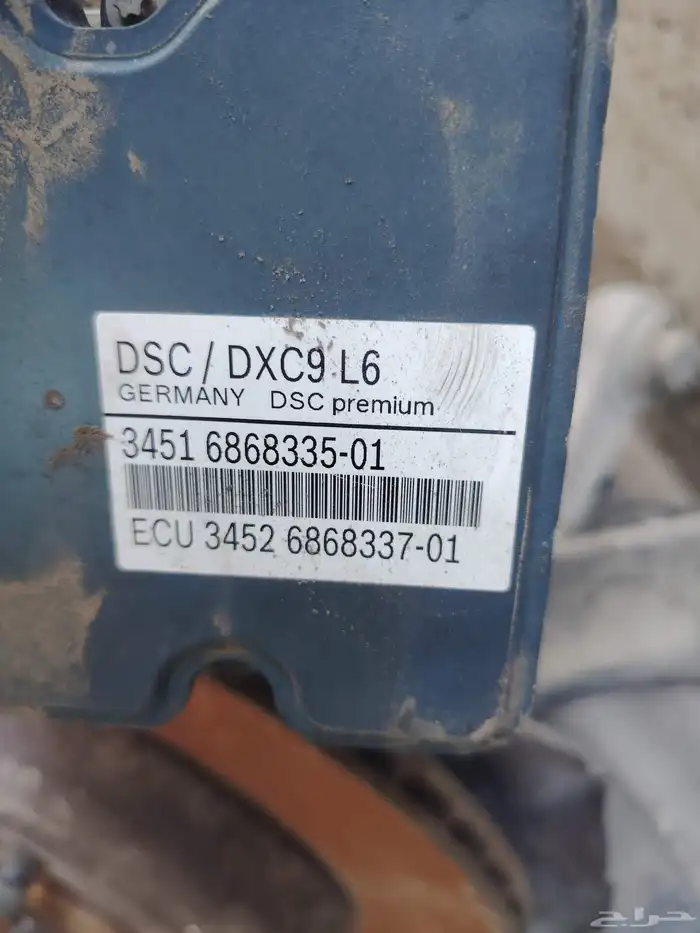 DSC / DXC9 L6
GERMANY DSC premium
3451 6868335-01
ECU 3452 6868337-01
حراج